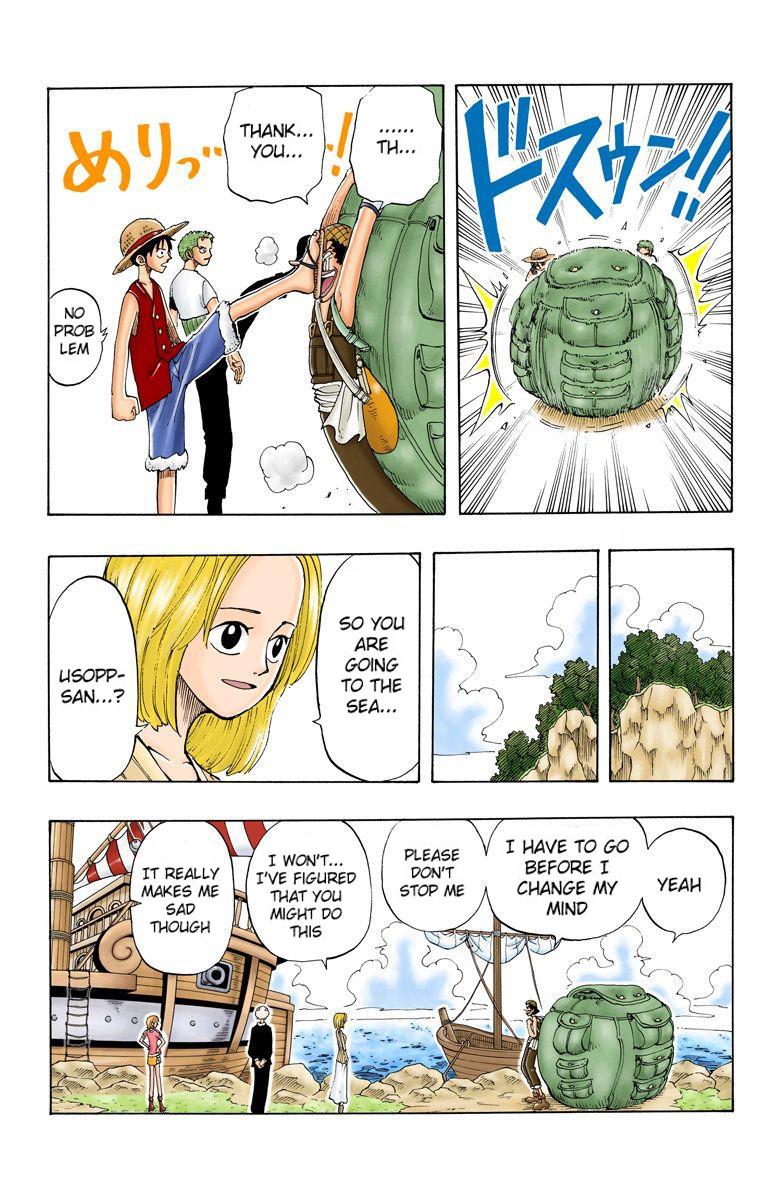 ドスゥン!!
......
TH...
THANK...
YOU...
めりっ!
NO
PROB
LEM
SO YOU
ARE
GOING
TO THE
SEA...
USOPP-
SAN...?
YEAH
I HAVE TO GO
BEFORE I
CHANGE MY
MIND
PLEASE
DON'T
STOP ME
I WON'T...
I'VE FIGURED
THAT YOU
MIGHT DO
THIS
IT REALLY
MAKES ME
SAD
THOUGH